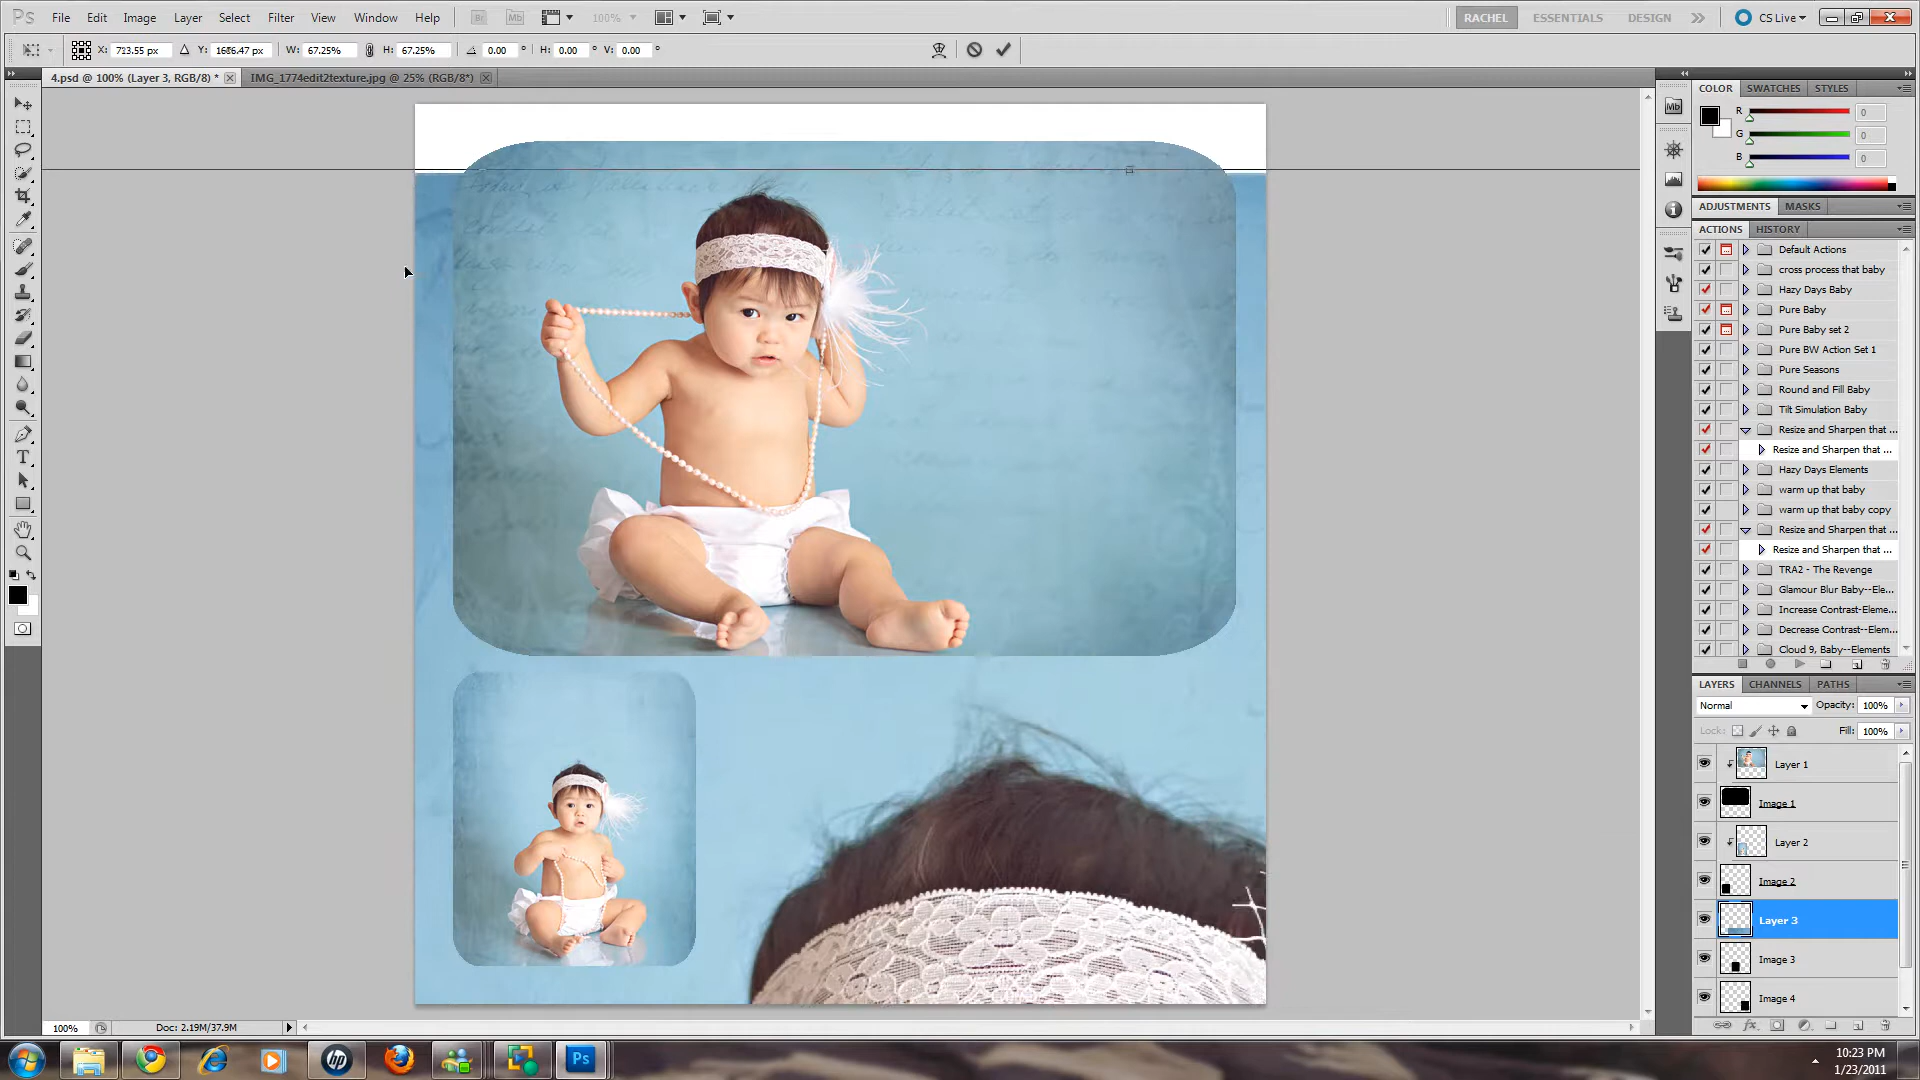 Ps File Edit Image Layer Select Filter View Window Help Br Mb 100% RACHEL ESSENTIALS DESIGN CS Live
X: 713.55 px Y: 1686.47 px W: 67.25% H: 67.25% 0.00 ° H: 0.00 ° V: 0.00 °
4.psd @ 100% (Layer 3, RGB/8) * IMG_1774edit2texture.jpg @ 25% (RGB/8*)
COLOR SWATCHES STYLES
R 0
G 0
B 0
Mb
ADJUSTMENTS MASKS
ACTIONS HISTORY
Default Actions
cross process that baby
Hazy Days Baby
Pure Baby
Pure Baby set 2
Pure BW Action Set 1
Pure Seasons
Round and Fill Baby
Tilt Simulation Baby
Resize and Sharpen that ...
Resize and Sharpen that ...
Hazy Days Elements
warm up that baby
warm up that baby copy
Resize and Sharpen that ...
Resize and Sharpen that ...
TRA2 - The Revenge
Glamour Blur Baby--Ele...
Increase Contrast-Eleme...
Decrease Contrast--Elem...
Cloud 9, Baby--Elements
LAYERS CHANNELS PATHS
Normal Opacity: 100%
Lock: Fill: 100%
Layer 1
Image 1
Layer 2
Image 2
Layer 3
Image 3
Image 4
100% Doc: 2.19M/37.9M
hp Ps
10:23 PM
1/23/2011